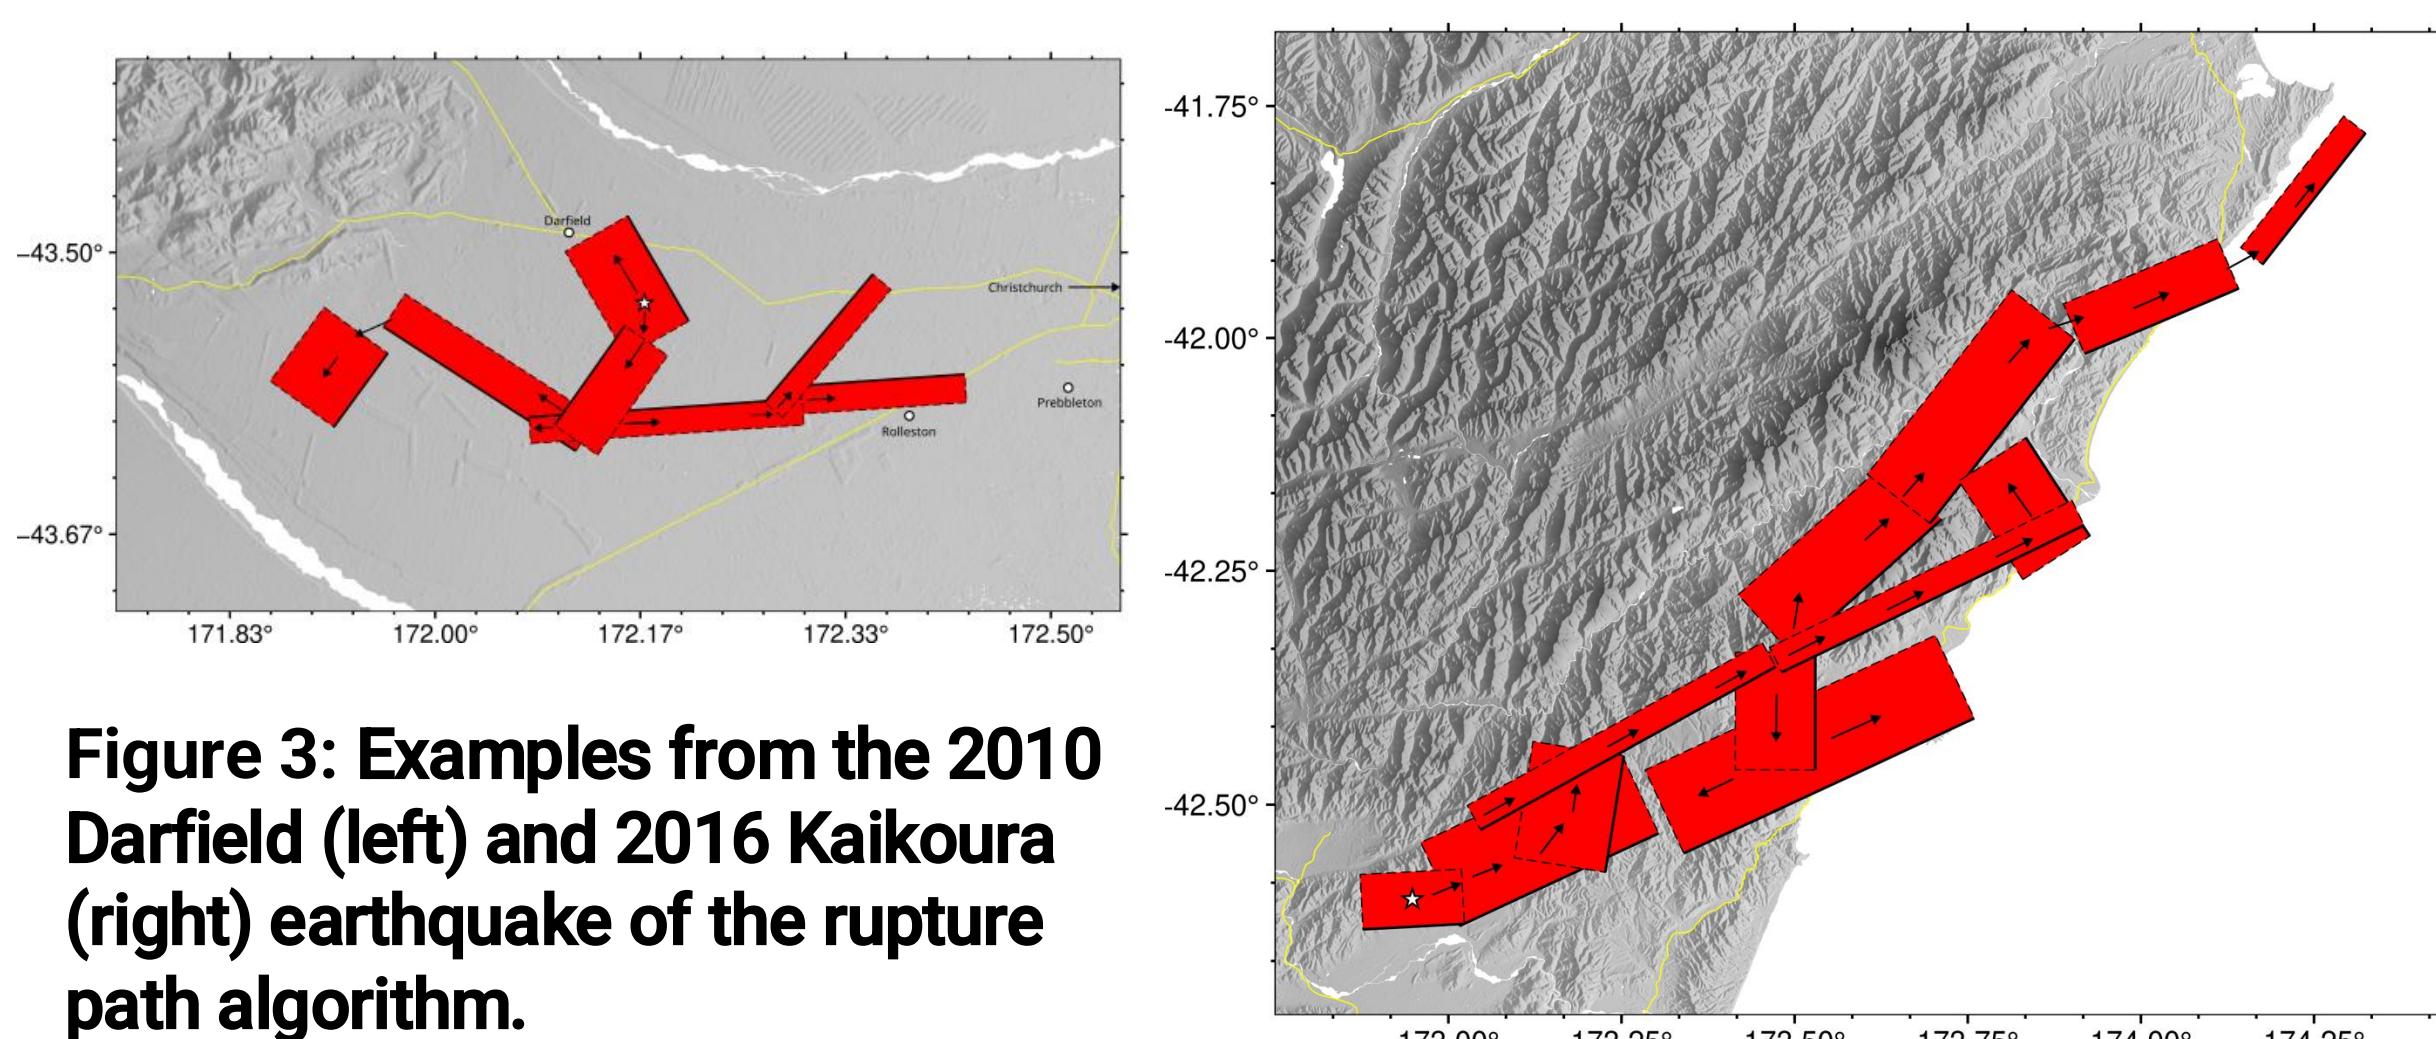 Darfield
Christchurch
Prebbleton
Rolleston
−43.50°
−43.67°
171.83°
172.00°
172.17°
172.33°
172.50°
-41.75°
-42.00°
-42.25°
-42.50°
174.00°
Figure 3: Examples from the 2010
Darfield (left) and 2016 Kaikoura
(right) earthquake of the rupture
path algorithm.